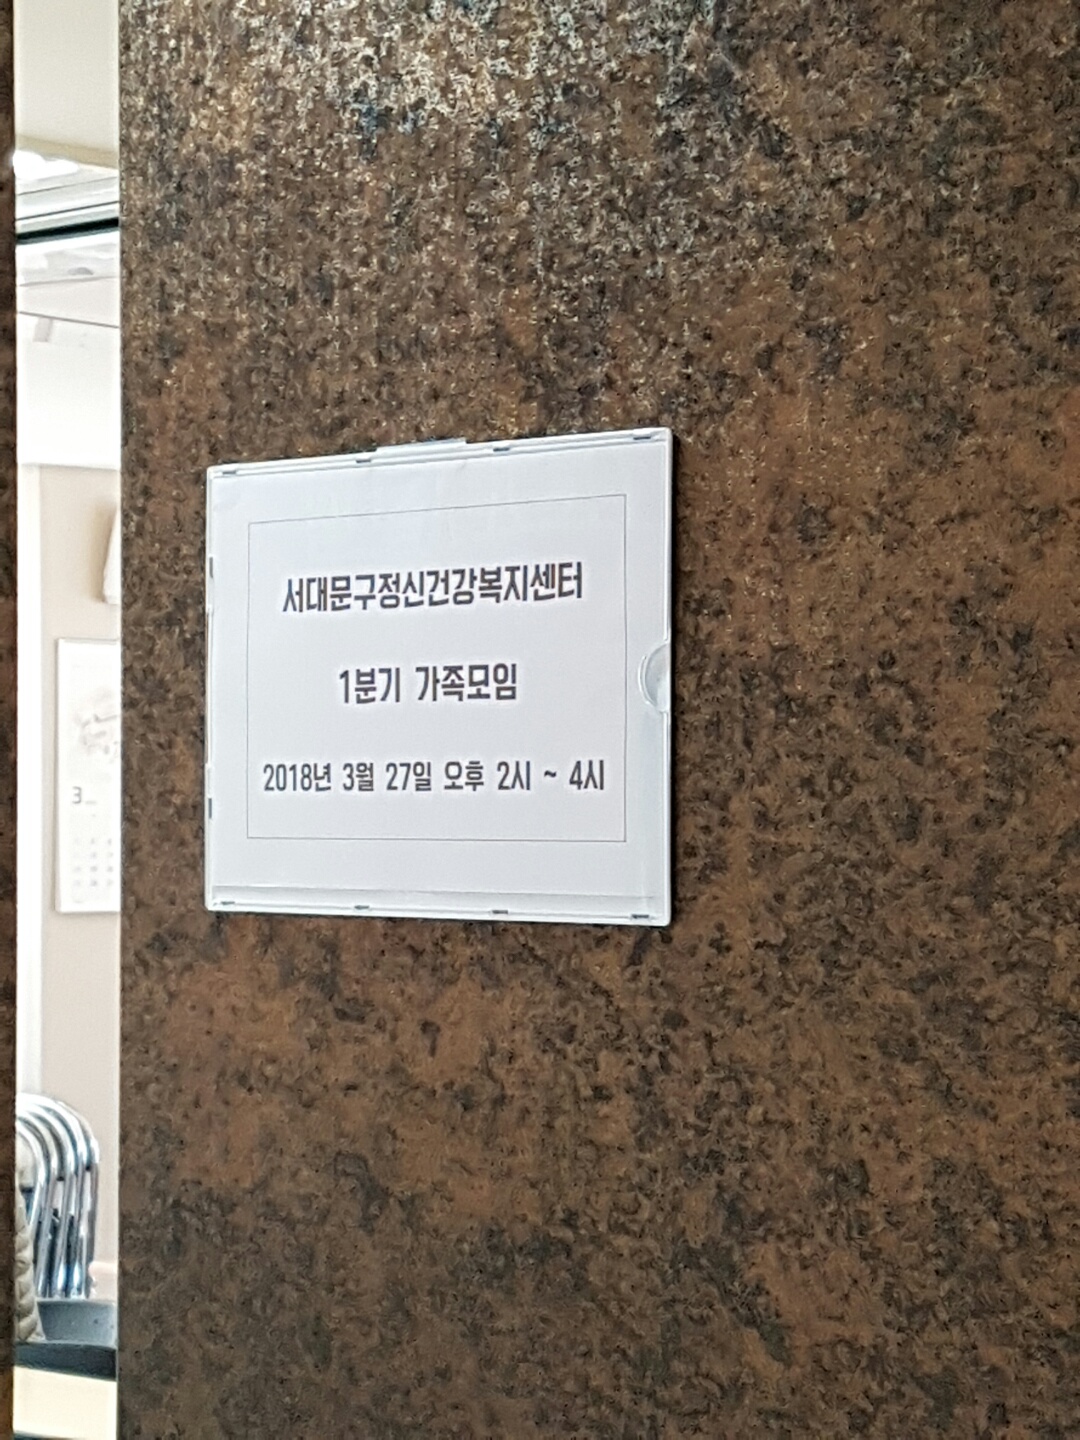 서대문구정신건강복지센터
1분기 가족모임
2018년 3월 27일 오후 2시 ~ 4시
3